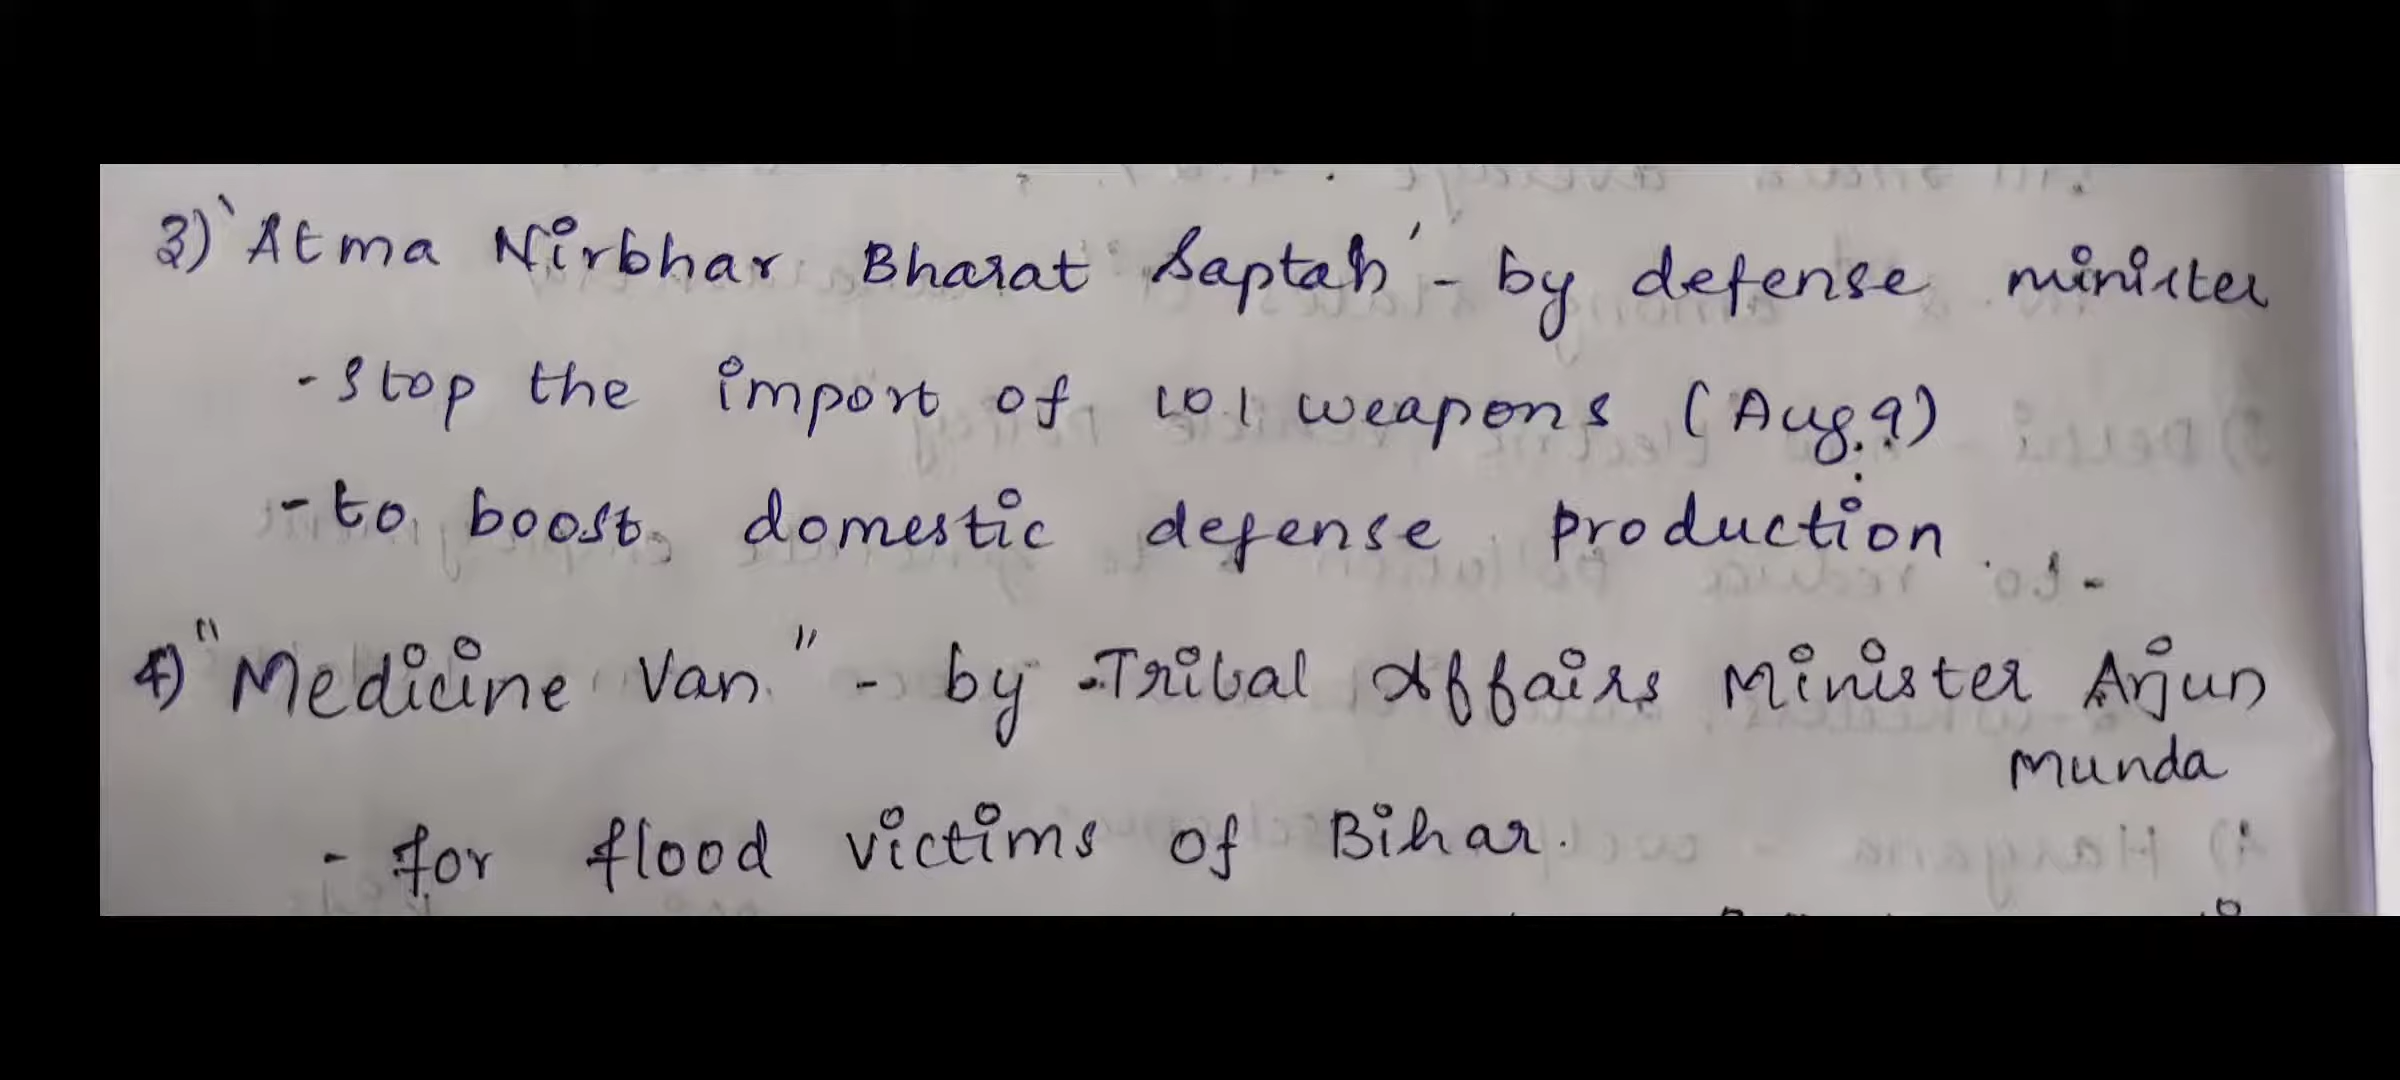 3) 'Atma Nirbhar Bharat Saptah' - by defense minister
- Stop the import of 101 weapons (Aug. 9)
- to boost domestic defense production.
4) "Medicine Van" - by Tribal Affairs Minister Arjun
Munda
- for flood victims of Bihar.